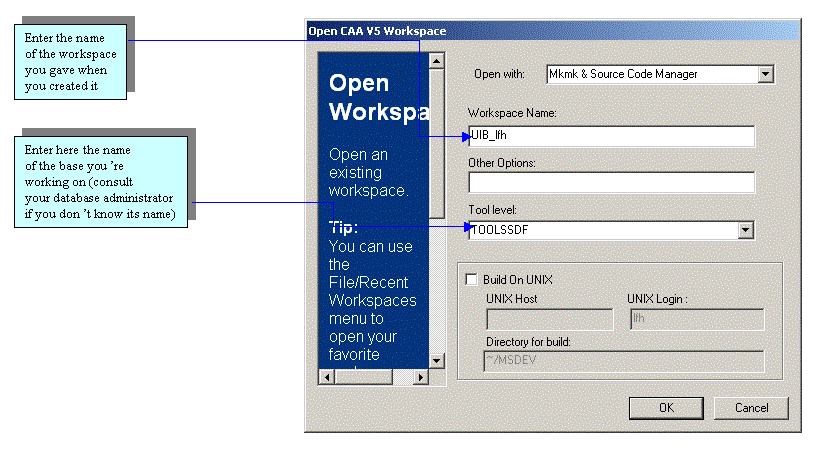 Enter the name
of the workspace
you gave when
you created it
Enter here the name
of the base you ’re
working on (consult
your database administrator
if you don ’t know its name)
Open CAA V5 Workspace
Open
Workspa
Open an
existing
workspace.
Tip:
You can use
the
File/Recent
Workspaces
menu to
open your
favorite
Open with:
Mkmk & Source Code Manager
Workspace Name:
UIB_lfh
Other Options:
Tool level:
TOOLSSDF
Build On UNIX
UNIX Host
UNIX Login :
lfh
Directory for build:
~/MSDEV
OK
Cancel